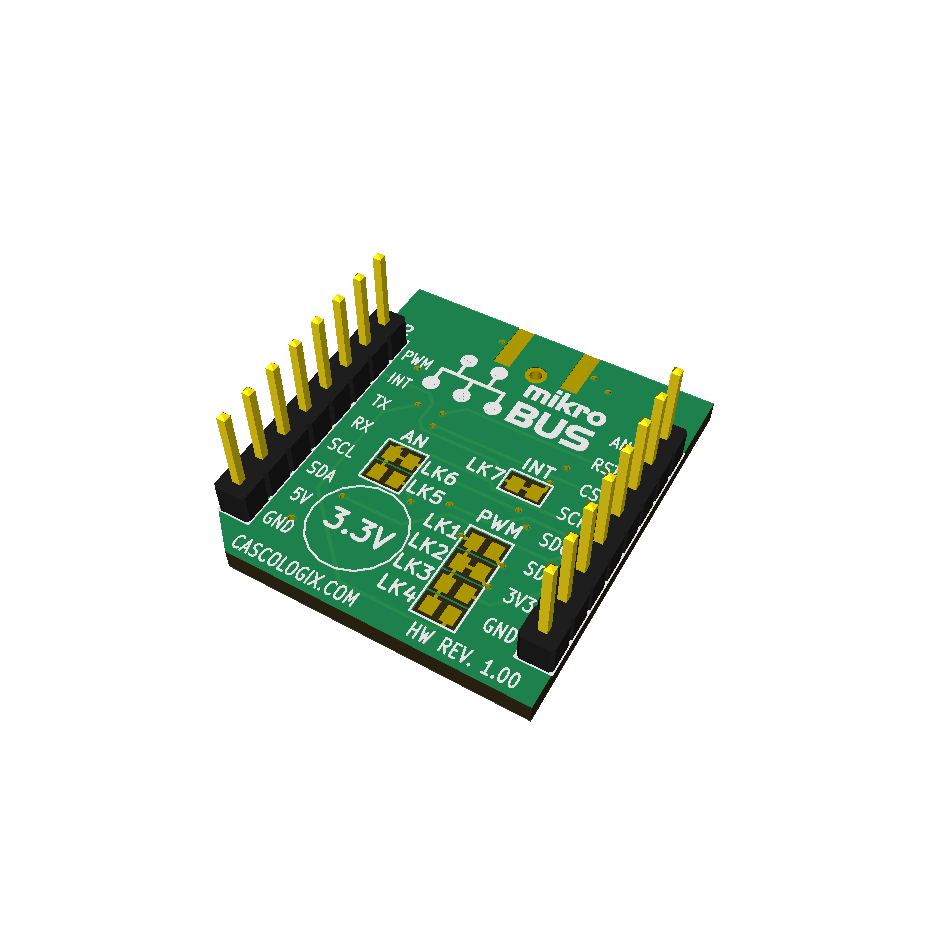 PWM
INT
TX
RX
SCL
SDA
5V
GND
mikro
BUS
AN
LK6
LK5
LK7
INT
3.3V
PWM
LK1
LK2
LK3
LK4
AN
3V3
GND
CASCOLOGIX.COM
HW REV. 1.00